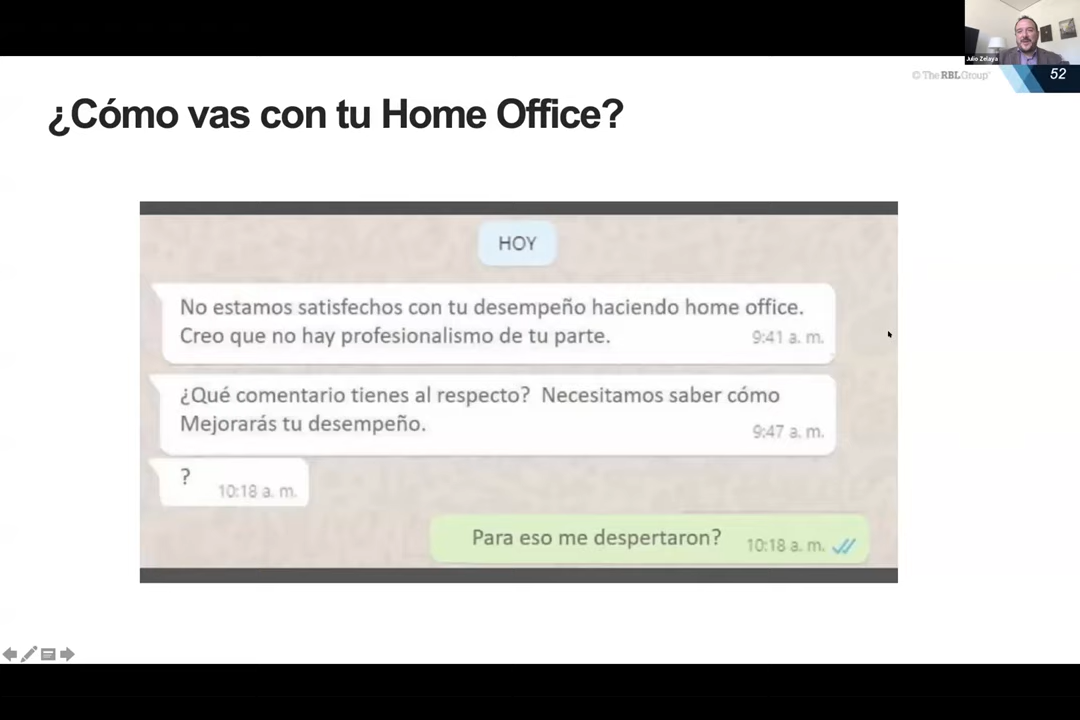 Julio Zelaya
© The RBL Group
52
¿Cómo vas con tu Home Office?
HOY
No estamos satisfechos con tu desempeño haciendo home office.
Creo que no hay profesionalismo de tu parte.
9:41 a. m.
¿Qué comentario tienes al respecto? Necesitamos saber cómo
Mejorarás tu desempeño.
9:47 a. m.
?
10:18 a. m.
Para eso me despertaron?
10:18 a. m.